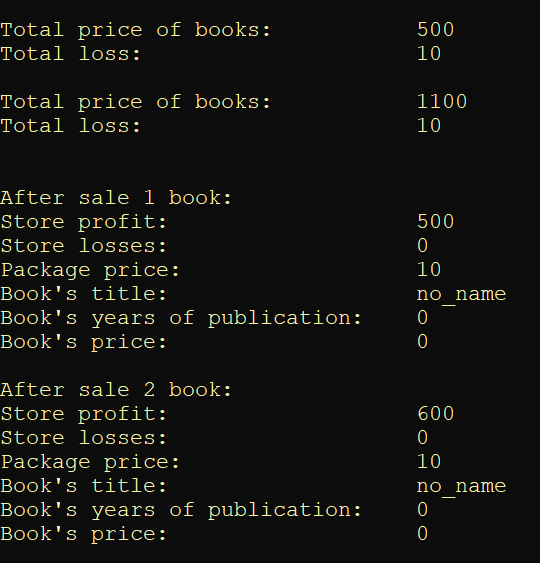 Total price of books: 500
Total loss: 10
Total price of books: 1100
Total loss: 10
After sale 1 book:
Store profit: 500
Store losses: 0
Package price: 10
Book's title: no_name
Book's years of publication: 0
Book's price: 0
After sale 2 book:
Store profit: 600
Store losses: 0
Package price: 10
Book's title: no_name
Book's years of publication: 0
Book's price: 0